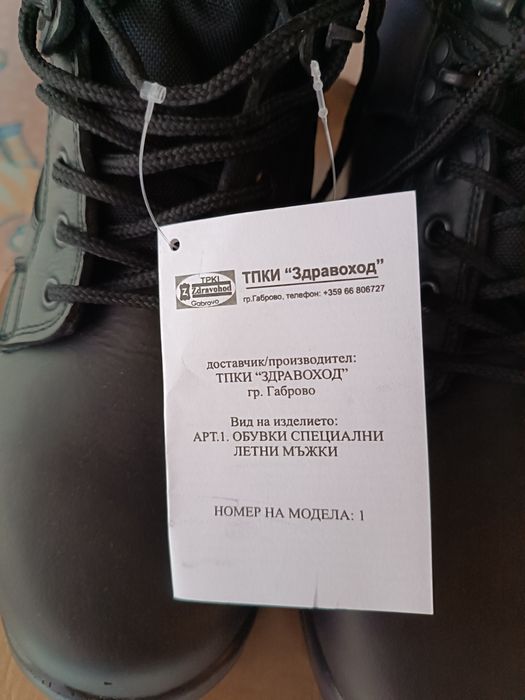 TPKI
Zdravohod
Gabrovo
ТПКИ “Здравоход”
гр.Габрово, телефон: +359 66 806727
доставчик/производител:
ТПКИ “ЗДРАВОХОД”
гр. Габрово
Вид на изделието:
АРТ.1. ОБУВКИ СПЕЦИАЛНИ
ЛЕТНИ МЪЖКИ
НОМЕР НА МОДЕЛА: 1